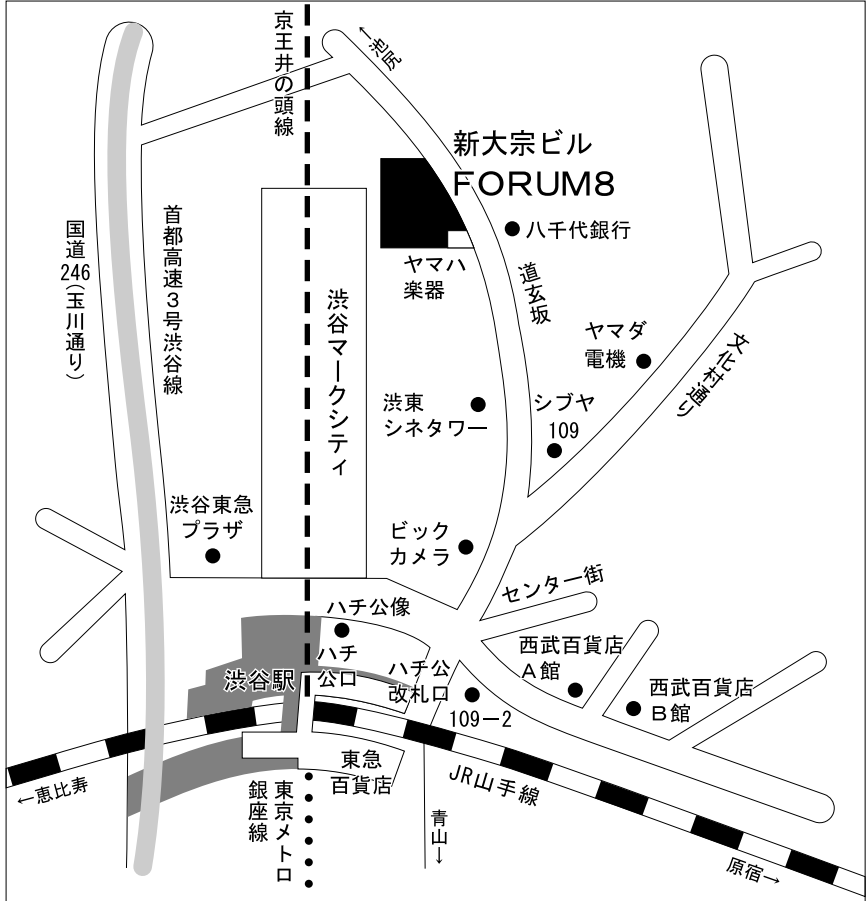 京王井の頭線
←池尻
新大宗ビル
FORUM8
八千代銀行
ヤマハ
楽器
道玄坂
国道246(玉川通り)
首都高速3号渋谷線
渋谷マークシティ
ヤマダ
電機
文化村通り
渋東
シネタワー
シブヤ
109
渋谷東急
プラザ
ビック
カメラ
センター街
ハチ公像
ハチ
公口
ハチ公
改札口
西武百貨店
A館
西武百貨店
B館
渋谷駅
109-2
東急
百貨店
JR山手線
←恵比寿
東京メトロ
銀座線
青山→
原宿→